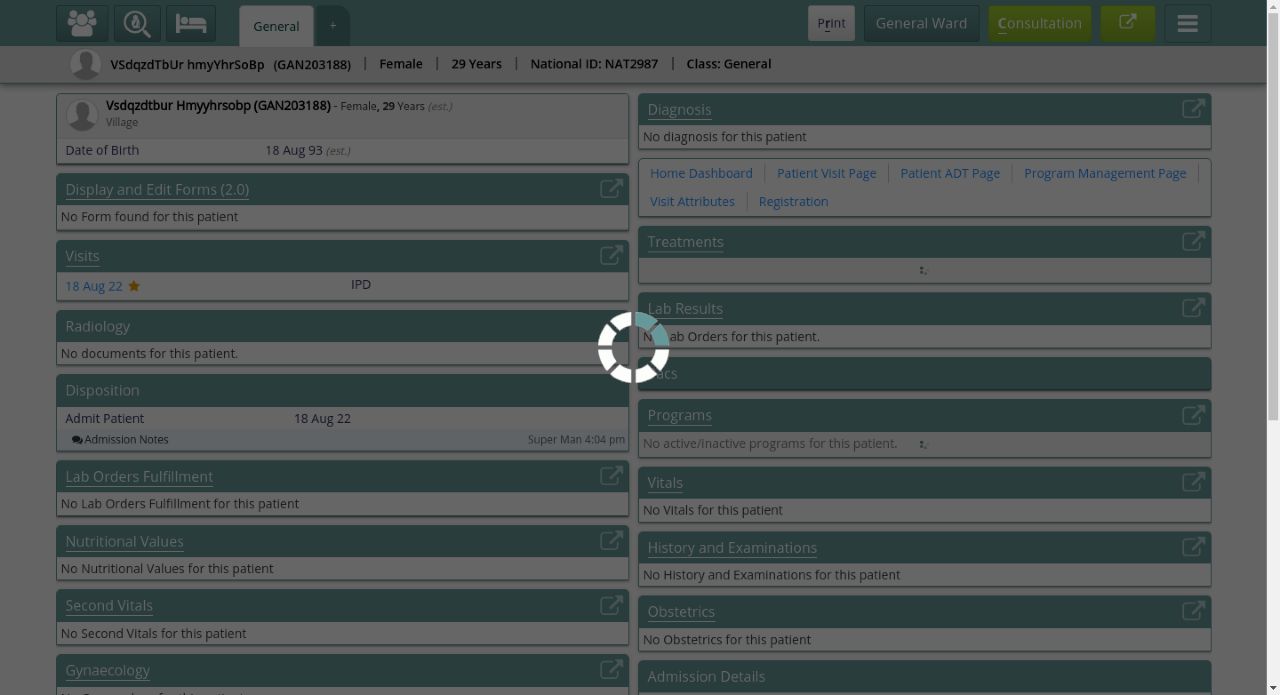 General
+
Print
General Ward
Consultation
VSdqzdTbUr hmyYhrSoBp (GAN203188) | Female | 29 Years | National ID: NAT2987 | Class: General
Vsdqzdtbur Hmyyhrsobp (GAN203188) - Female, 29 Years (est.)
Village
Date of Birth 18 Aug 93 (est.)
Display and Edit Forms (2.0)
No Form found for this patient
Visits
18 Aug 22 IPD
Radiology
No documents for this patient.
Disposition
Admit Patient 18 Aug 22
Admission Notes Super Man 4:04 pm
Lab Orders Fulfillment
No Lab Orders Fulfillment for this patient
Nutritional Values
No Nutritional Values for this patient
Second Vitals
No Second Vitals for this patient
Gynaecology
Diagnosis
No diagnosis for this patient
Home Dashboard | Patient Visit Page | Patient ADT Page | Program Management Page |
Visit Attributes | Registration
Treatments
Lab Results
No Lab Orders for this patient.
Programs
No active/inactive programs for this patient.
Vitals
No Vitals for this patient
History and Examinations
No History and Examinations for this patient
Obstetrics
No Obstetrics for this patient
Admission Details